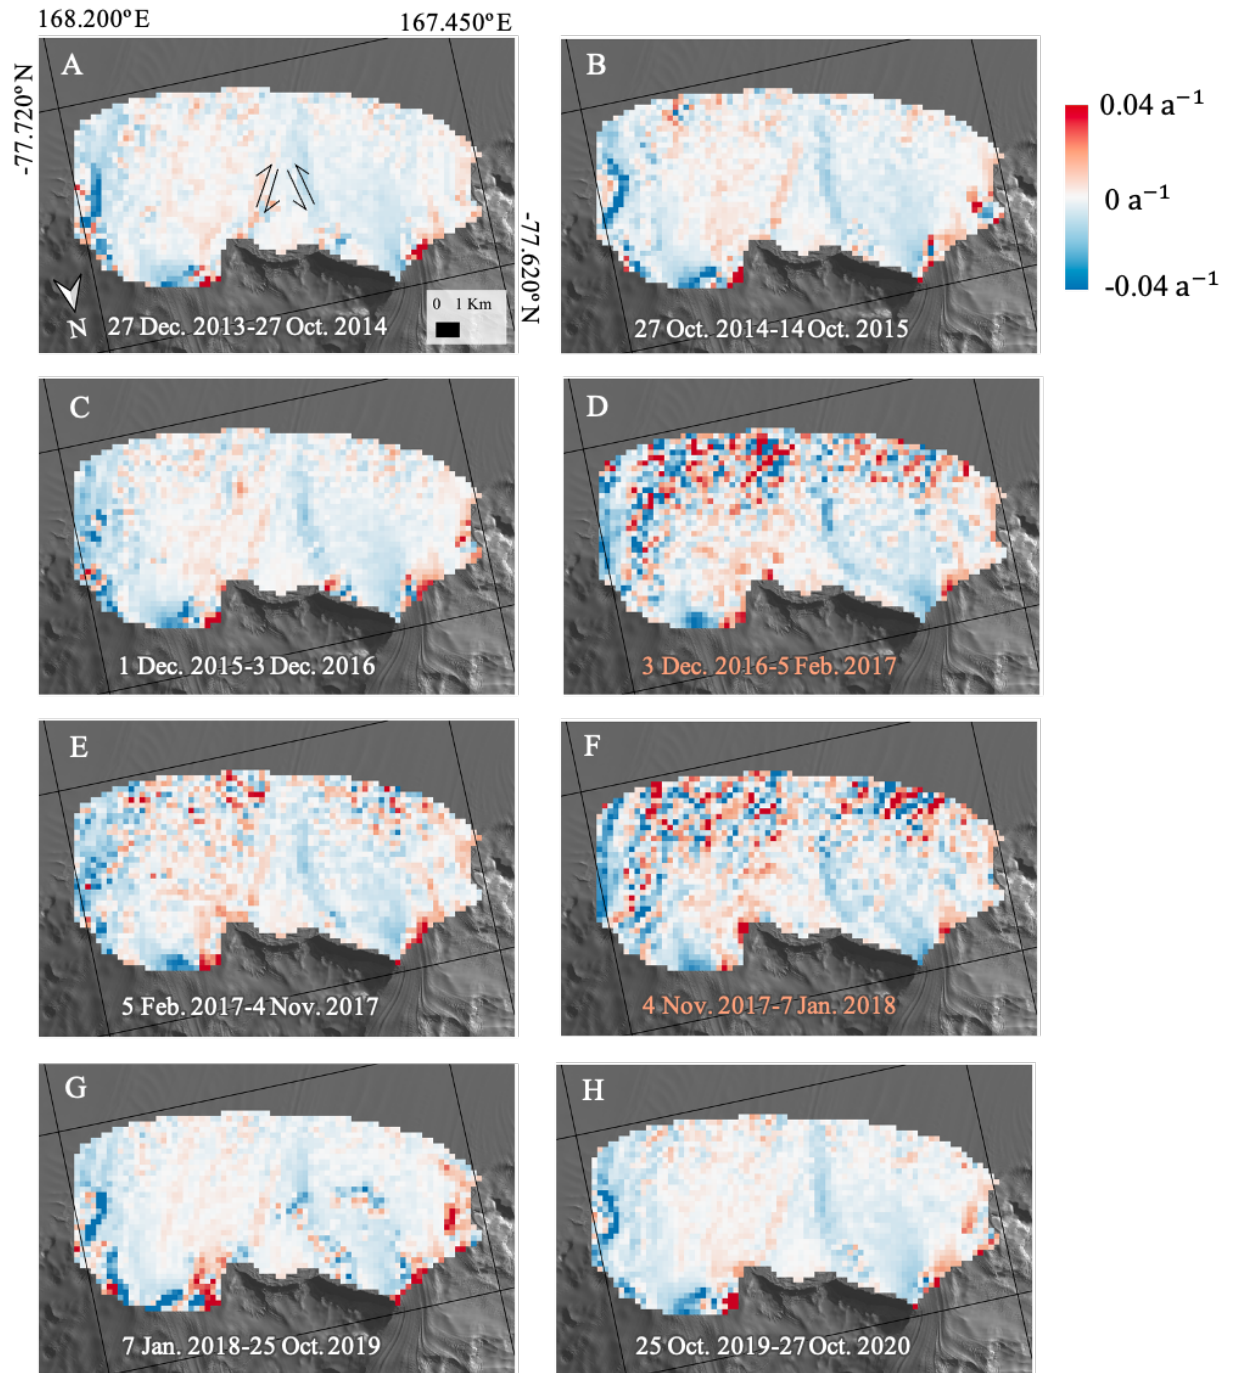 168.200° E
167.450° E
-77.720° N
A
B
0.04 a⁻¹
0 a⁻¹
-0.04 a⁻¹
-77.620° N
0 1 Km
N
27 Dec. 2013-27 Oct. 2014
27 Oct. 2014-14 Oct. 2015
C
D
1 Dec. 2015-3 Dec. 2016
3 Dec. 2016-5 Feb. 2017
E
F
5 Feb. 2017-4 Nov. 2017
4 Nov. 2017-7 Jan. 2018
G
H
7 Jan. 2018-25 Oct. 2019
25 Oct. 2019-27 Oct. 2020